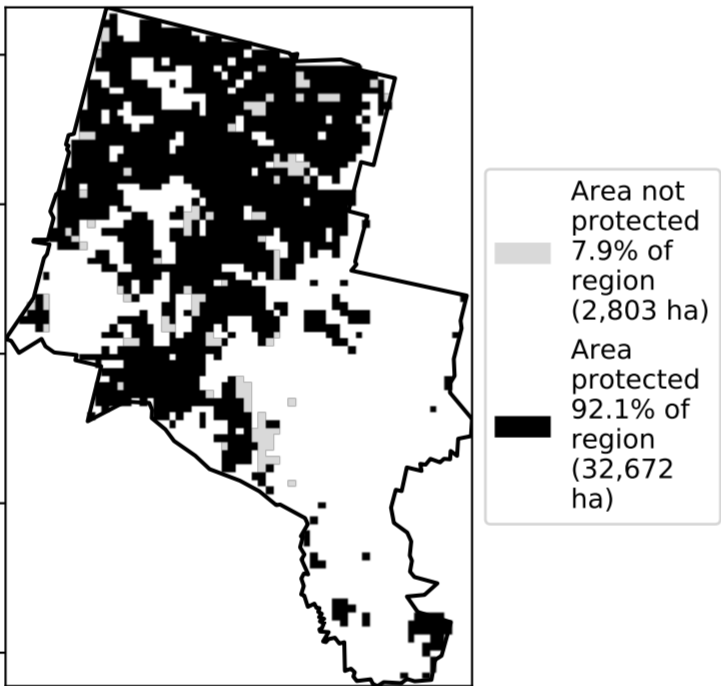 Area not
protected
7.9% of
region
(2,803 ha)
Area
protected
92.1% of
region
(32,672
ha)